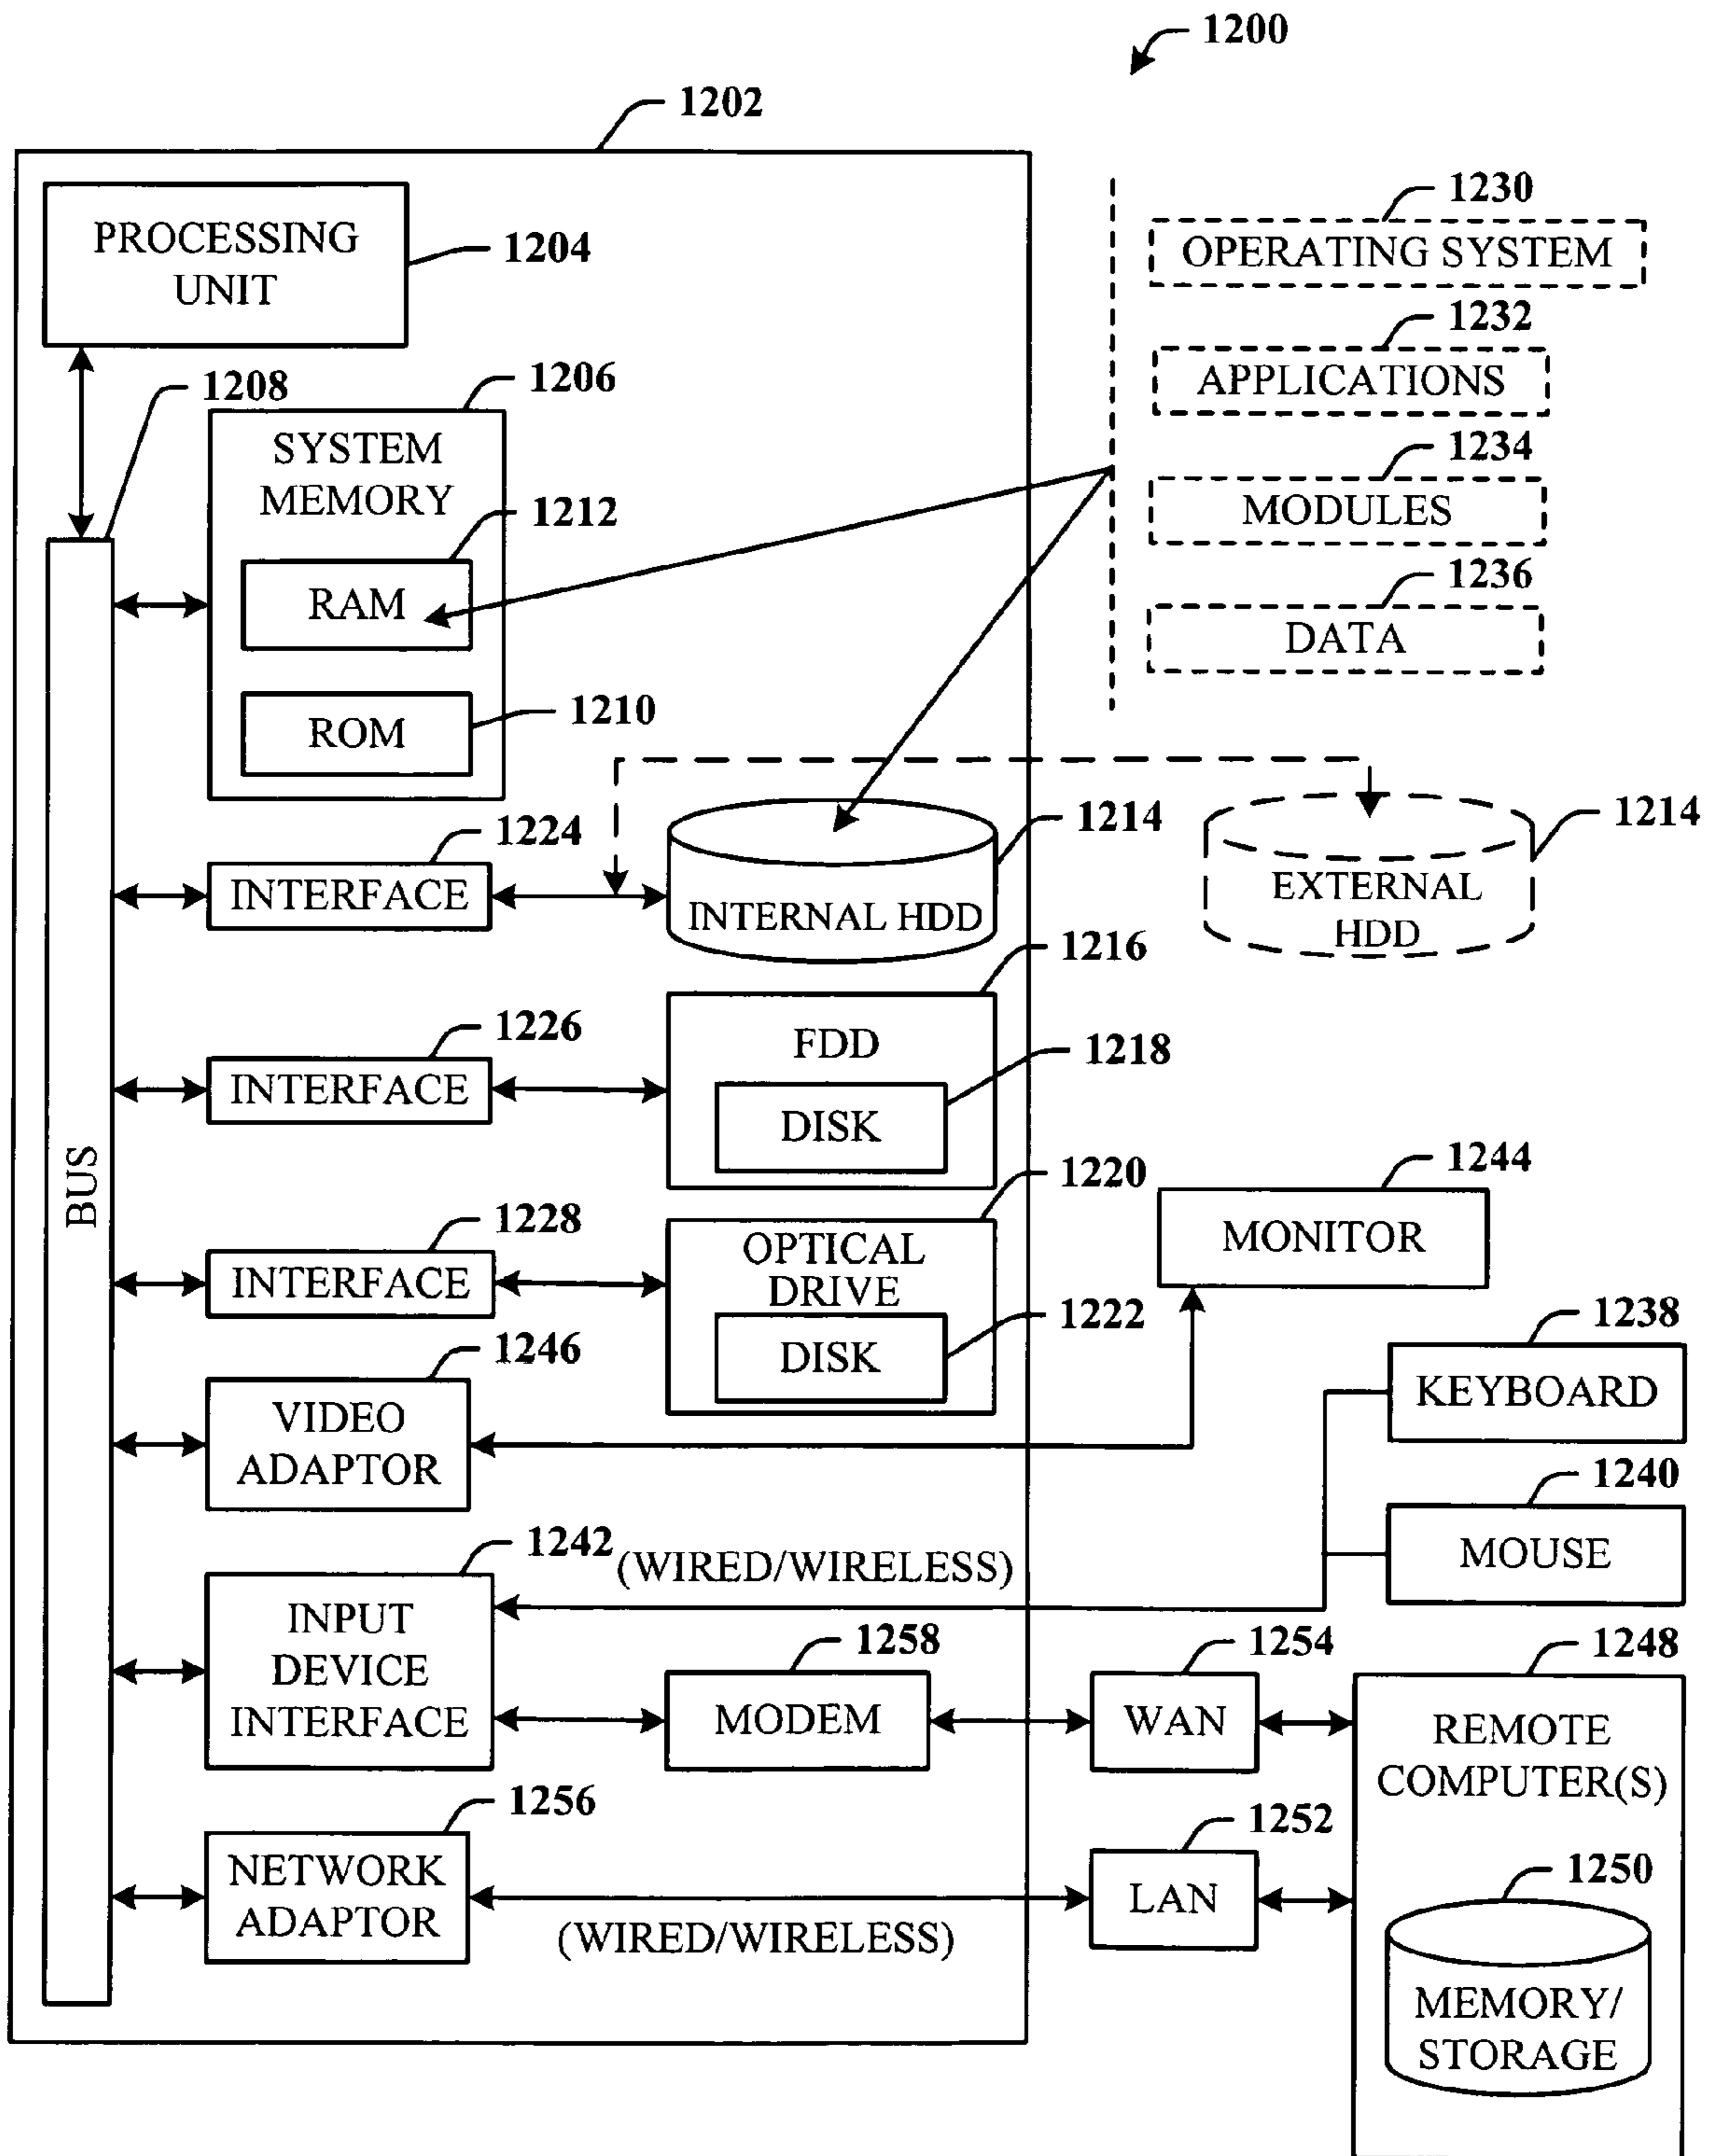 1200
1202
PROCESSING
UNIT
1204
1230
OPERATING SYSTEM
1232
APPLICATIONS
1234
MODULES
1236
DATA
1208
1206
SYSTEM
MEMORY
1212
RAM
1210
ROM
BUS
1224
INTERFACE
1214
INTERNAL HDD
1214
EXTERNAL
HDD
1226
INTERFACE
1216
FDD
1218
DISK
1228
INTERFACE
1220
OPTICAL
DRIVE
1222
DISK
1244
MONITOR
1246
VIDEO
ADAPTOR
1238
KEYBOARD
1240
MOUSE
1242
(WIRED/WIRELESS)
INPUT
DEVICE
INTERFACE
1258
MODEM
1254
WAN
1248
REMOTE
COMPUTER(S)
1256
NETWORK
ADAPTOR
(WIRED/WIRELESS)
1252
LAN
1250
MEMORY/
STORAGE